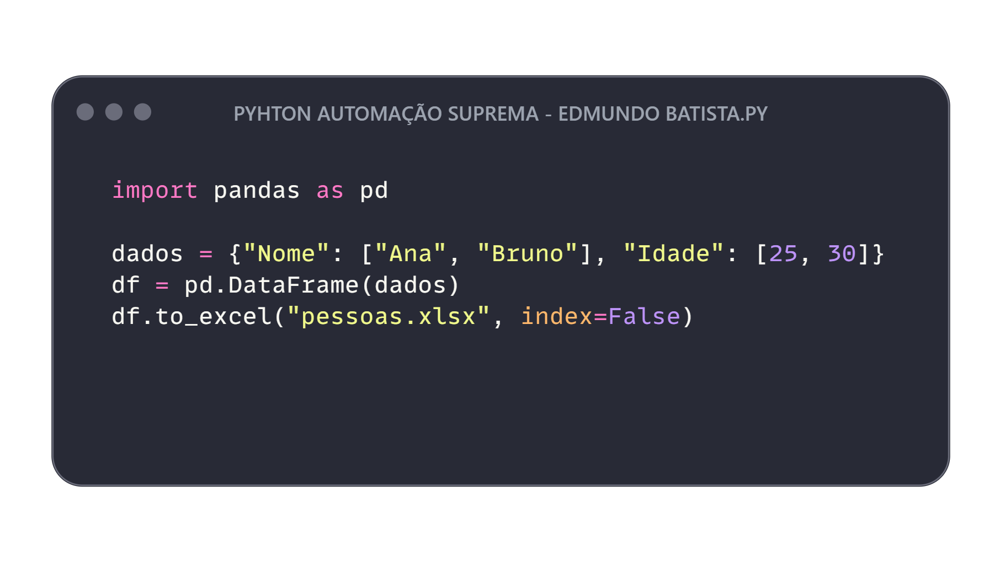 PYHTON AUTOMAÇÃO SUPREMA - EDMUNDO BATISTA.PY
import pandas as pd
dados = {"Nome": ["Ana", "Bruno"], "Idade": [25, 30]}
df = pd.DataFrame(dados)
df.to_excel("pessoas.xlsx", index=False)